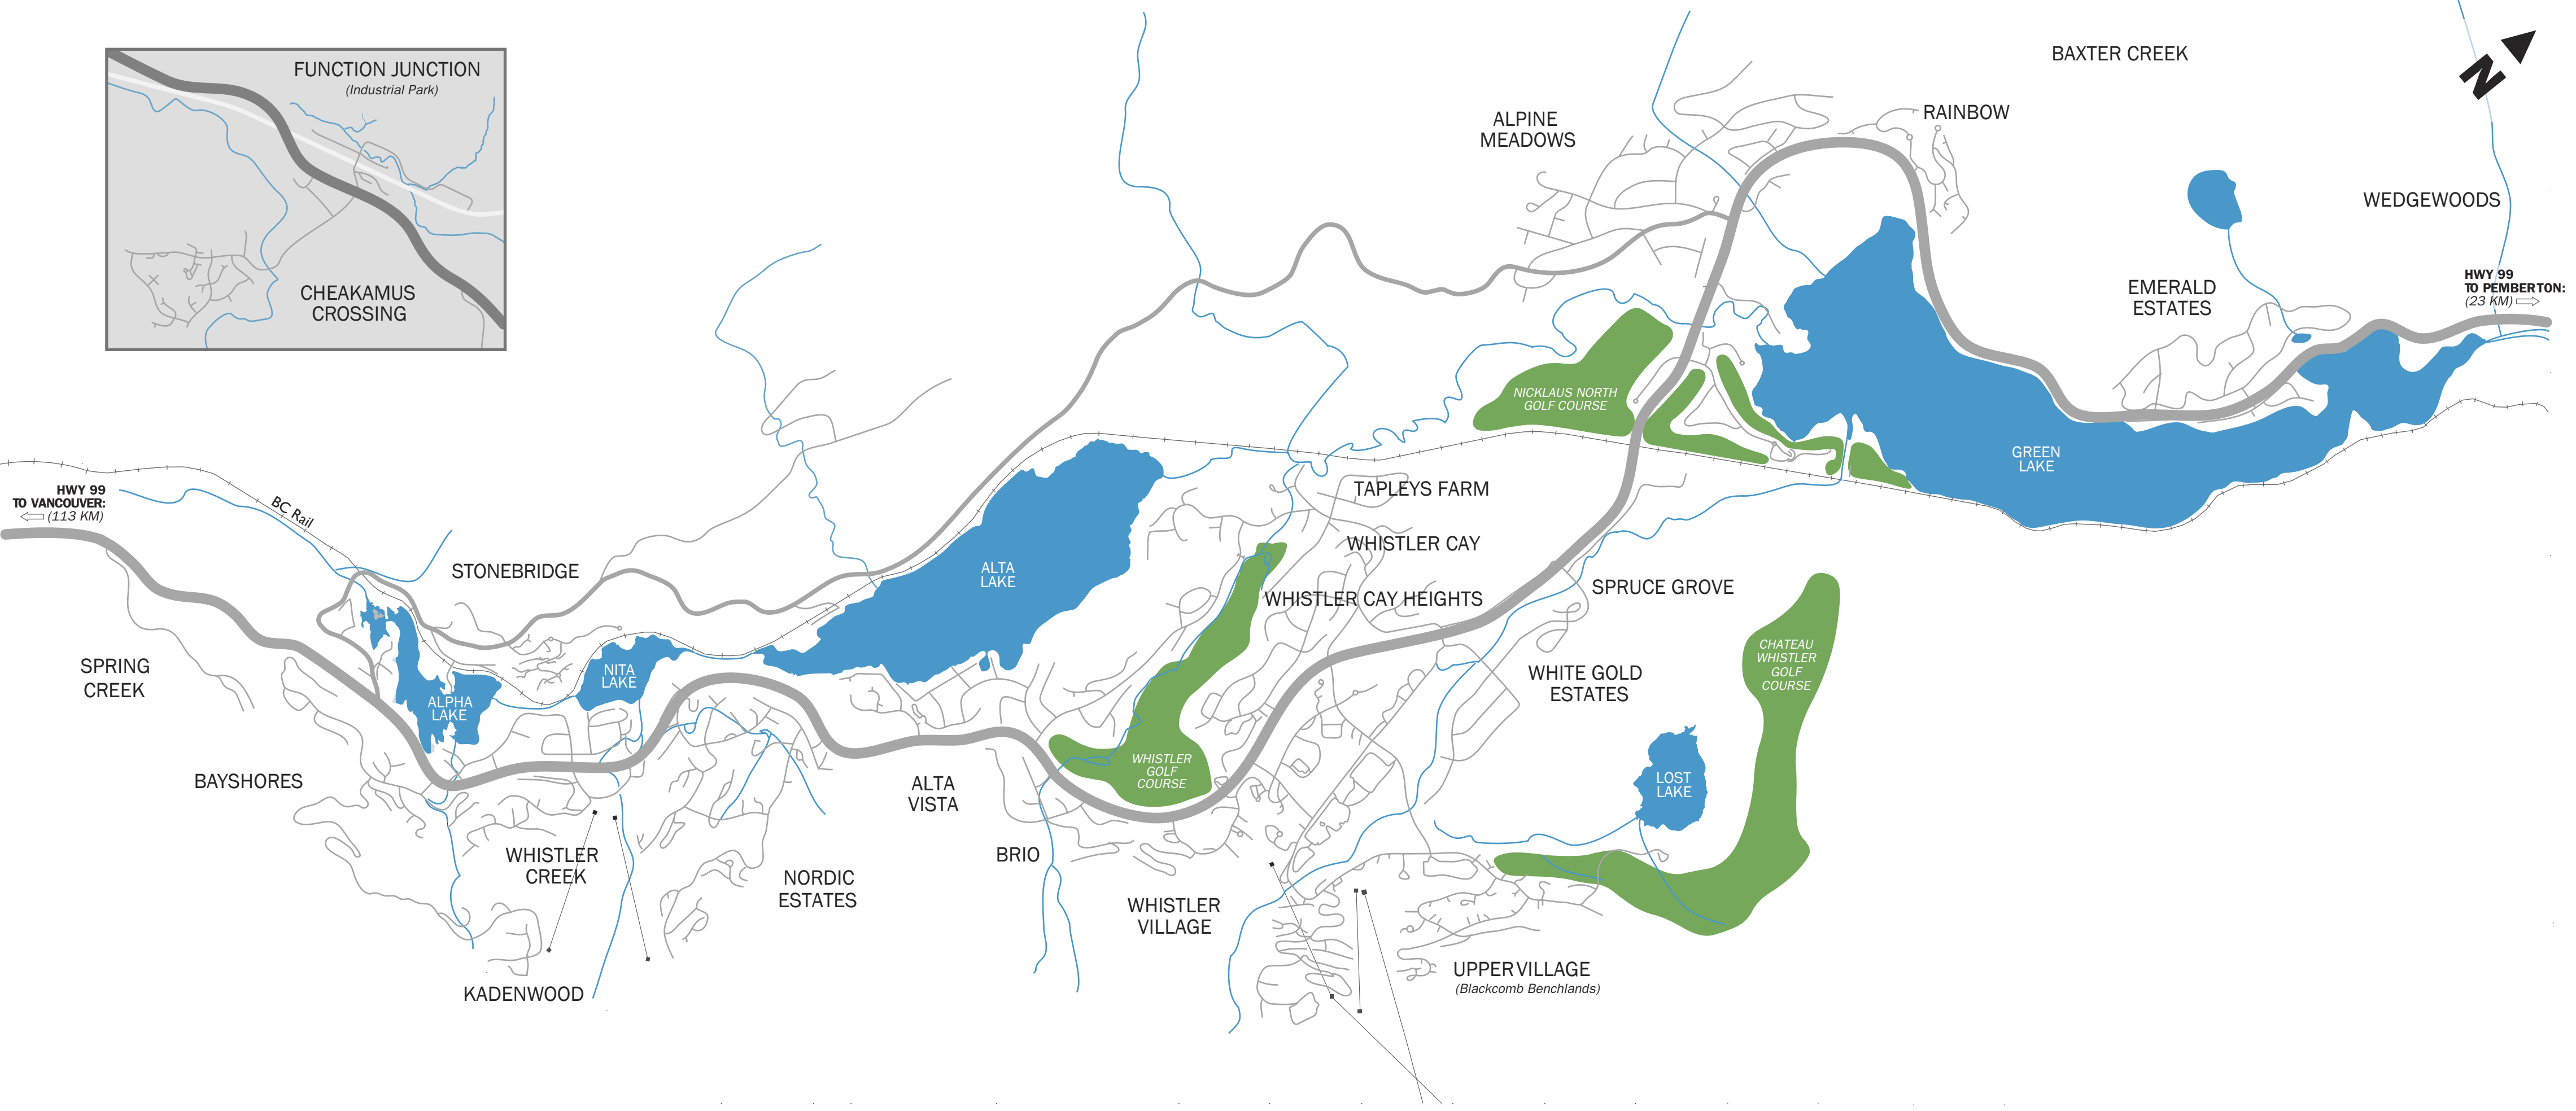 FUNCTION JUNCTION
(Industrial Park)
CHEAKAMUS
CROSSING
BAXTER CREEK
N
ALPINE
MEADOWS
RAINBOW
WEDGEWOODS
HWY 99
TO PEMBERTON:
(23 KM)
EMERALD
ESTATES
NICKLAUS NORTH
GOLF COURSE
GREEN
LAKE
HWY 99
TO VANCOUVER:
(113 KM)
BC Rail
STONEBRIDGE
ALTA
LAKE
TAPLEYS FARM
WHISTLER CAY
WHISTLER CAY HEIGHTS
SPRUCE GROVE
SPRING
CREEK
NITA
LAKE
ALPHA
LAKE
WHITE GOLD
ESTATES
CHATEAU
WHISTLER
GOLF
COURSE
BAYSHORES
ALTA
VISTA
WHISTLER
GOLF
COURSE
LOST
LAKE
WHISTLER
CREEK
BRIO
NORDIC
ESTATES
WHISTLER
VILLAGE
KADENWOOD
UPPER VILLAGE
(Blackcomb Benchlands)